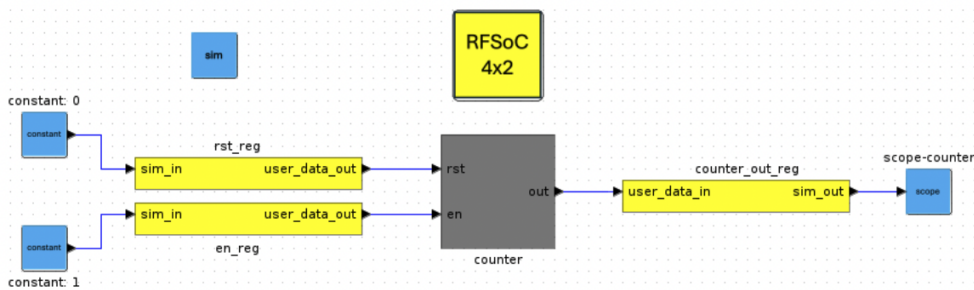 RFSoC
4x2
sim
constant: 0
constant
rst_reg
sim_in user_data_out
rst
sim_in user_data_out
en
en_reg
constant
constant: 1
out
counter
counter_out_reg
user_data_in sim_out
scope-counter
scope